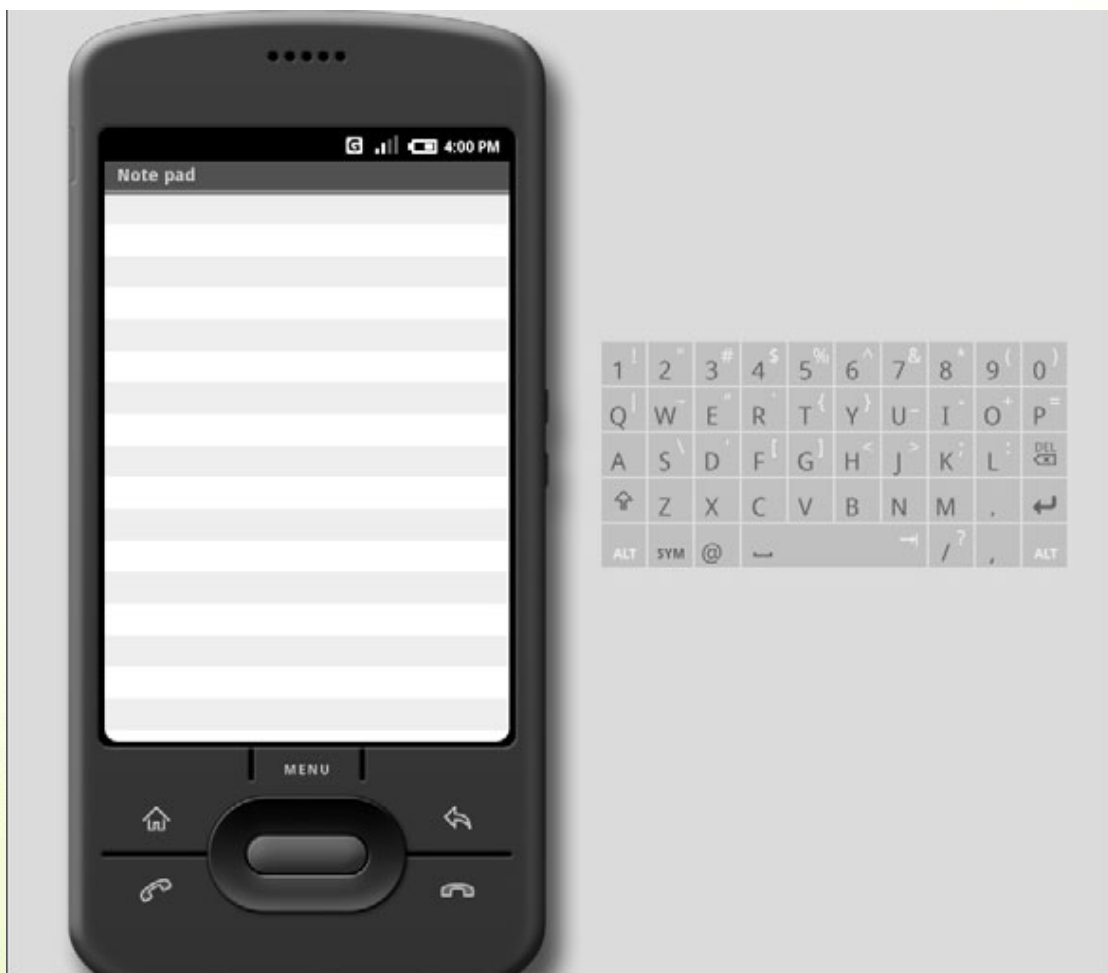 G 4:00 PM
Note pad
1 ! 2 " 3 # 4 $ 5 % 6 ^ 7 & 8 * 9 ( 0 )
Q | W ~ E " R ` T { Y } U _ I - O + P =
A S \ D ' F [ G ] H < J > K ; L : DEL
Z X C V B N M .
ALT SYM @ / ? , ALT
MENU